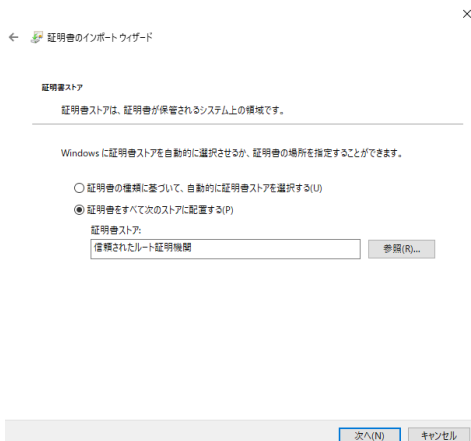 証明書のインポート ウィザード
証明書ストア
証明書ストアは、証明書が保管されるシステム上の領域です。
Windows に証明書ストアを自動的に選択させるか、証明書の場所を指定することができます。
証明書の種類に基づいて、自動的に証明書ストアを選択する(U)
証明書をすべて次のストアに配置する(P)
証明書ストア:
信頼されたルート証明機関
参照(R)...
次へ(N)
キャンセル